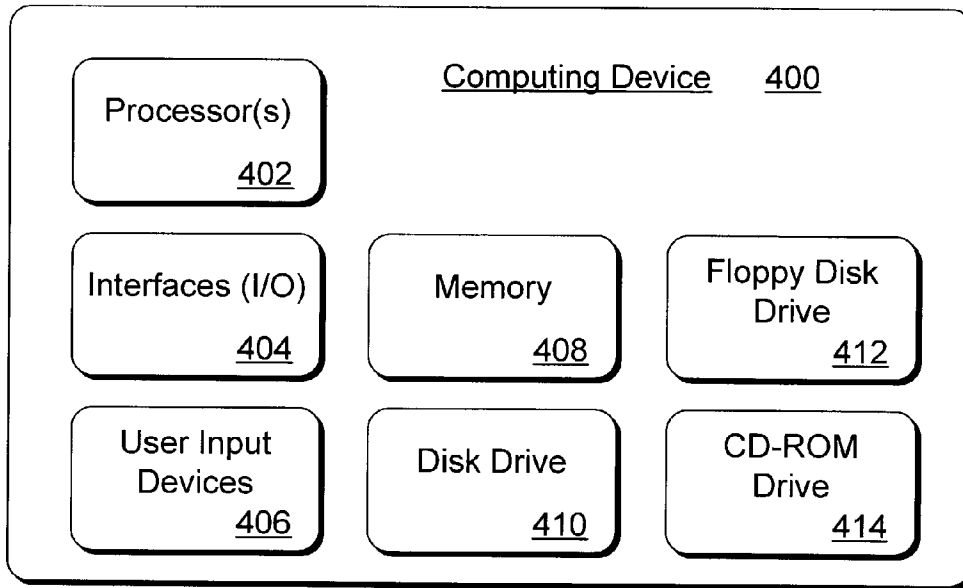 Computing Device 400
Processor(s)
402
Interfaces (I/O)
404
Memory
408
Floppy Disk
Drive
412
User Input
Devices
406
Disk Drive
410
CD-ROM
Drive
414